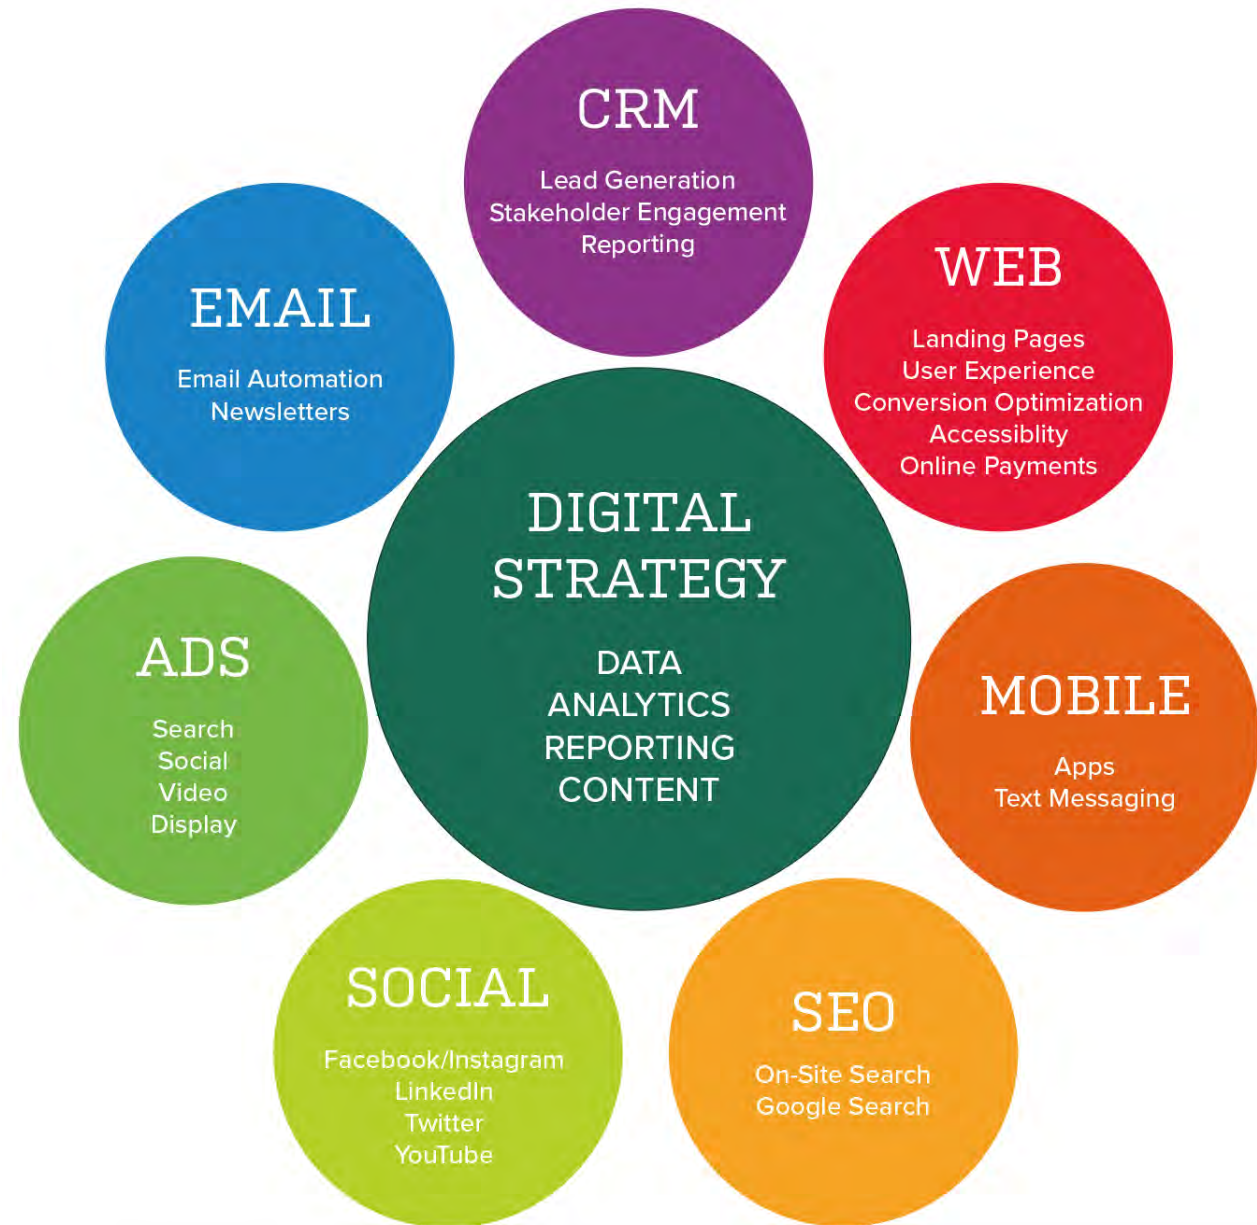 CRM
Lead Generation
Stakeholder Engagement
Reporting
WEB
Landing Pages
User Experience
Conversion Optimization
Accessiblity
Online Payments
MOBILE
Apps
Text Messaging
SEO
On-Site Search
Google Search
SOCIAL
Facebook/Instagram
LinkedIn
Twitter
YouTube
ADS
Search
Social
Video
Display
EMAIL
Email Automation
Newsletters
DIGITAL
STRATEGY
DATA
ANALYTICS
REPORTING
CONTENT